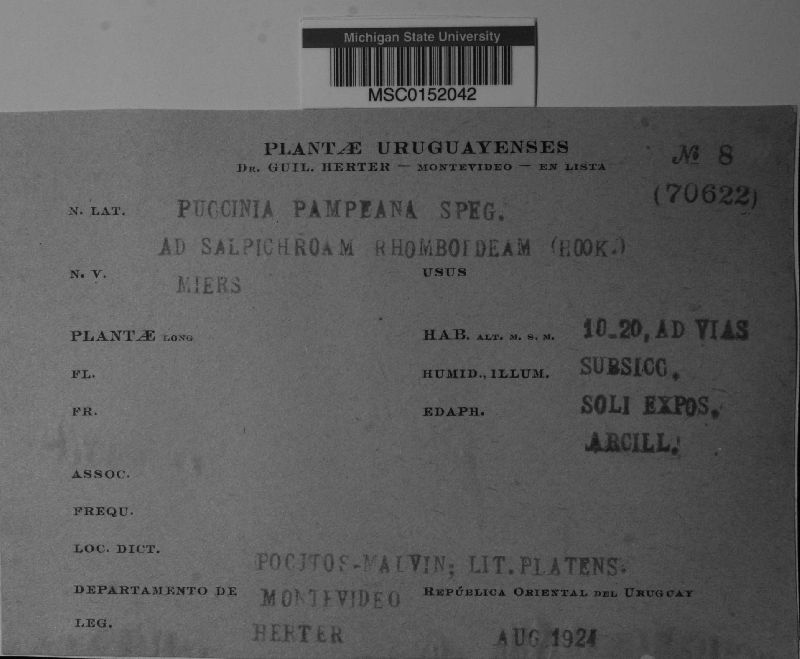 Michigan State University
MSC0152042
PLANTÆ URUGUAYENSES
№ 8
DR. GUIL. HERTER — MONTEVIDEO — EN LISTA
(70622)
N. LAT. PUCCINIA PAMPEANA SPEG.
AD SALPICHROAM RHOMBOIDEAM (HOOK.)
N. V. MIERS USUS
PLANTÆ LONG HAB. ALT. M. S. M. 10-20, AD VIAS
FL. HUMID., ILLUM. SUBSICC.
FR. EDAPH. SOLI EXPOS.
ARCILL.
ASSOC.
FREQU.
LOC. DICT. POCITOS-MALVIN; LIT. PLATENS.
DEPARTAMENTO DE MONTEVIDEO REPÚBLICA ORIENTAL DEL URUGUAY
LEG. HERTER AUG 1924